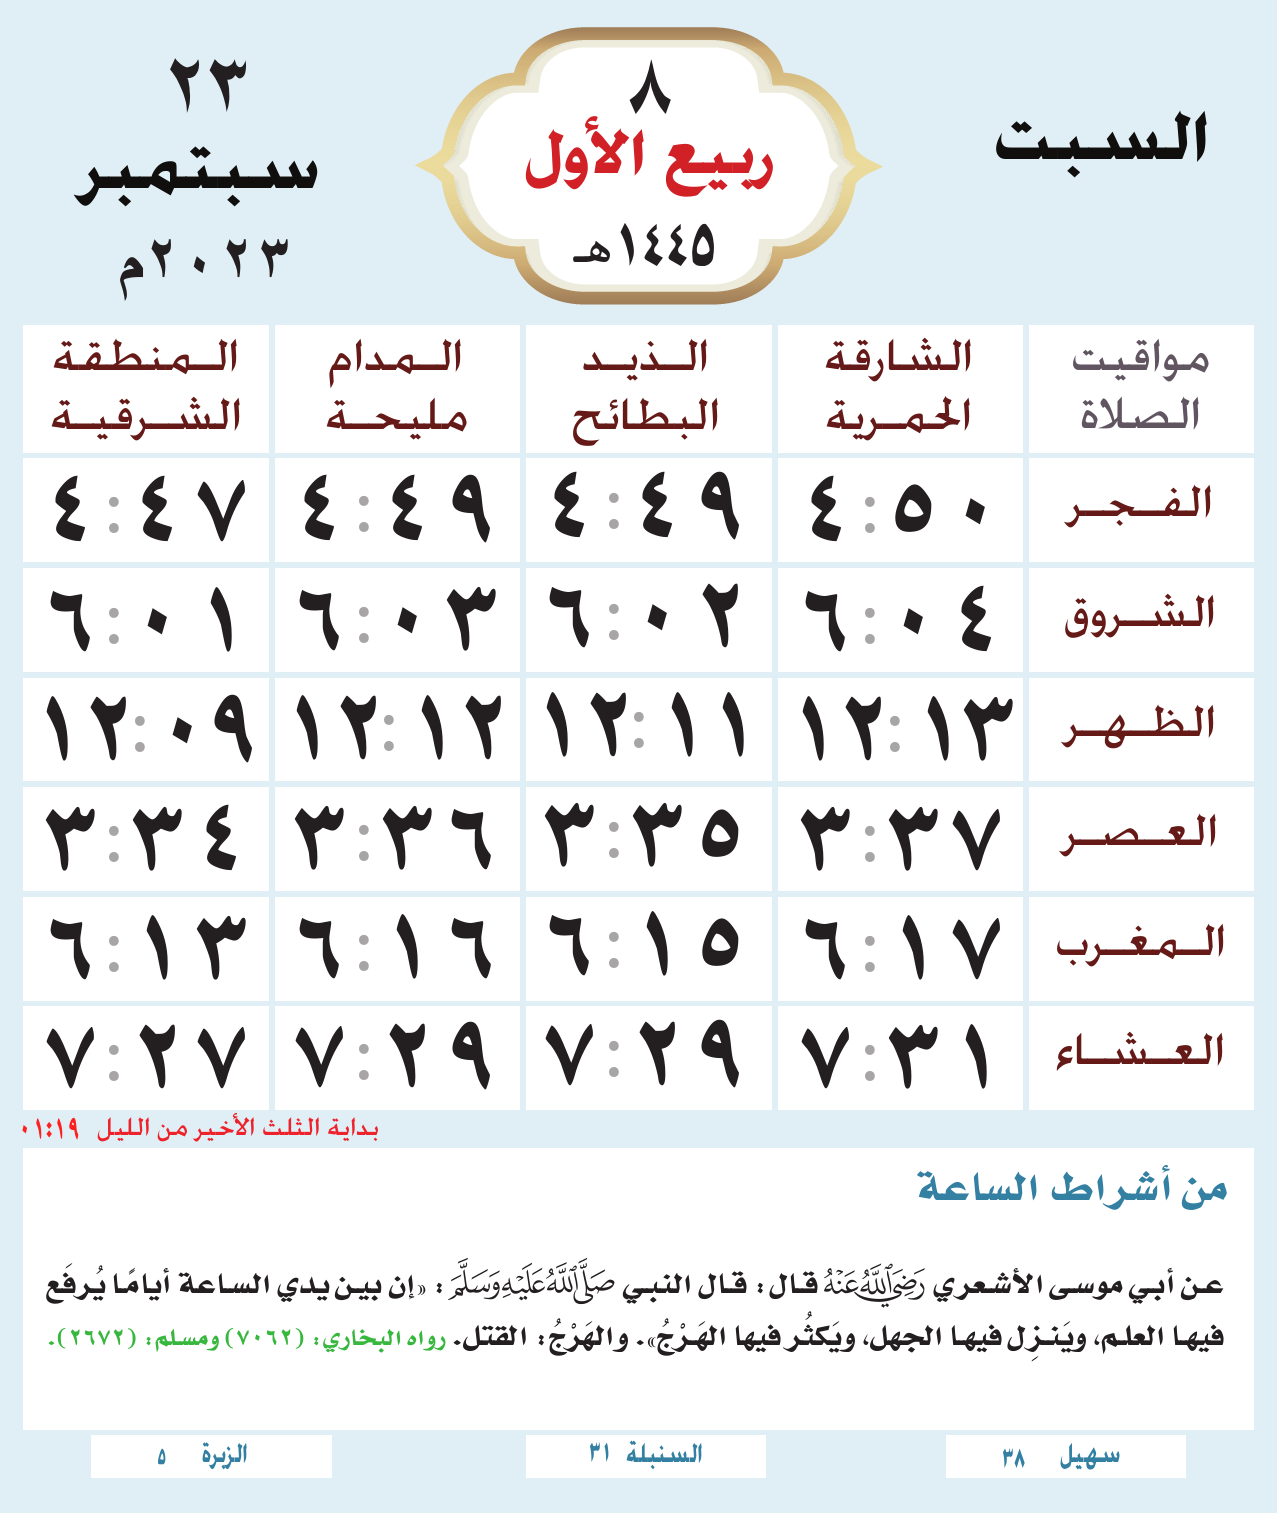 السبت
٨
ربيع الأول
١٤٤٥هـ
٢٣
سبتمبر
٢٠٢٣م
مواقيت الصلاة	الشارقة الحمرية	الذيد البطائح	المدام مليحة	المنطقة الشرقية
الفجر	٤:٥٠	٤:٤٩	٤:٤٩	٤:٤٧
الشروق	٦:٠٤	٦:٠٢	٦:٠٣	٦:٠١
الظهر	١٢:١٣	١٢:١١	١٢:١٢	١٢:٠٩
العصر	٣:٣٧	٣:٣٥	٣:٣٦	٣:٣٤
المغرب	٦:١٧	٦:١٥	٦:١٦	٦:١٣
العشاء	٧:٣١	٧:٢٩	٧:٢٩	٧:٢٧
بداية الثلث الأخير من الليل ٠١:١٩
من أشراط الساعة
عن أبي موسى الأشعري رَضِيَ اللَّهُ عَنْهُ قال: قال النبي صَلَّى اللَّهُ عَلَيْهِ وَسَلَّمَ: «إن بين يدي الساعة أيامًا يُرفَع
فيها العلم، ويَنزِل فيها الجهل، ويَكثُر فيها الهَرْجُ». والهَرْجُ: القتل. رواه البخاري: (٧٠٦٢) ومسلم: (٢٦٧٢).
سهيل ٣٨
السنبلة ٣١
الزبرة ٥